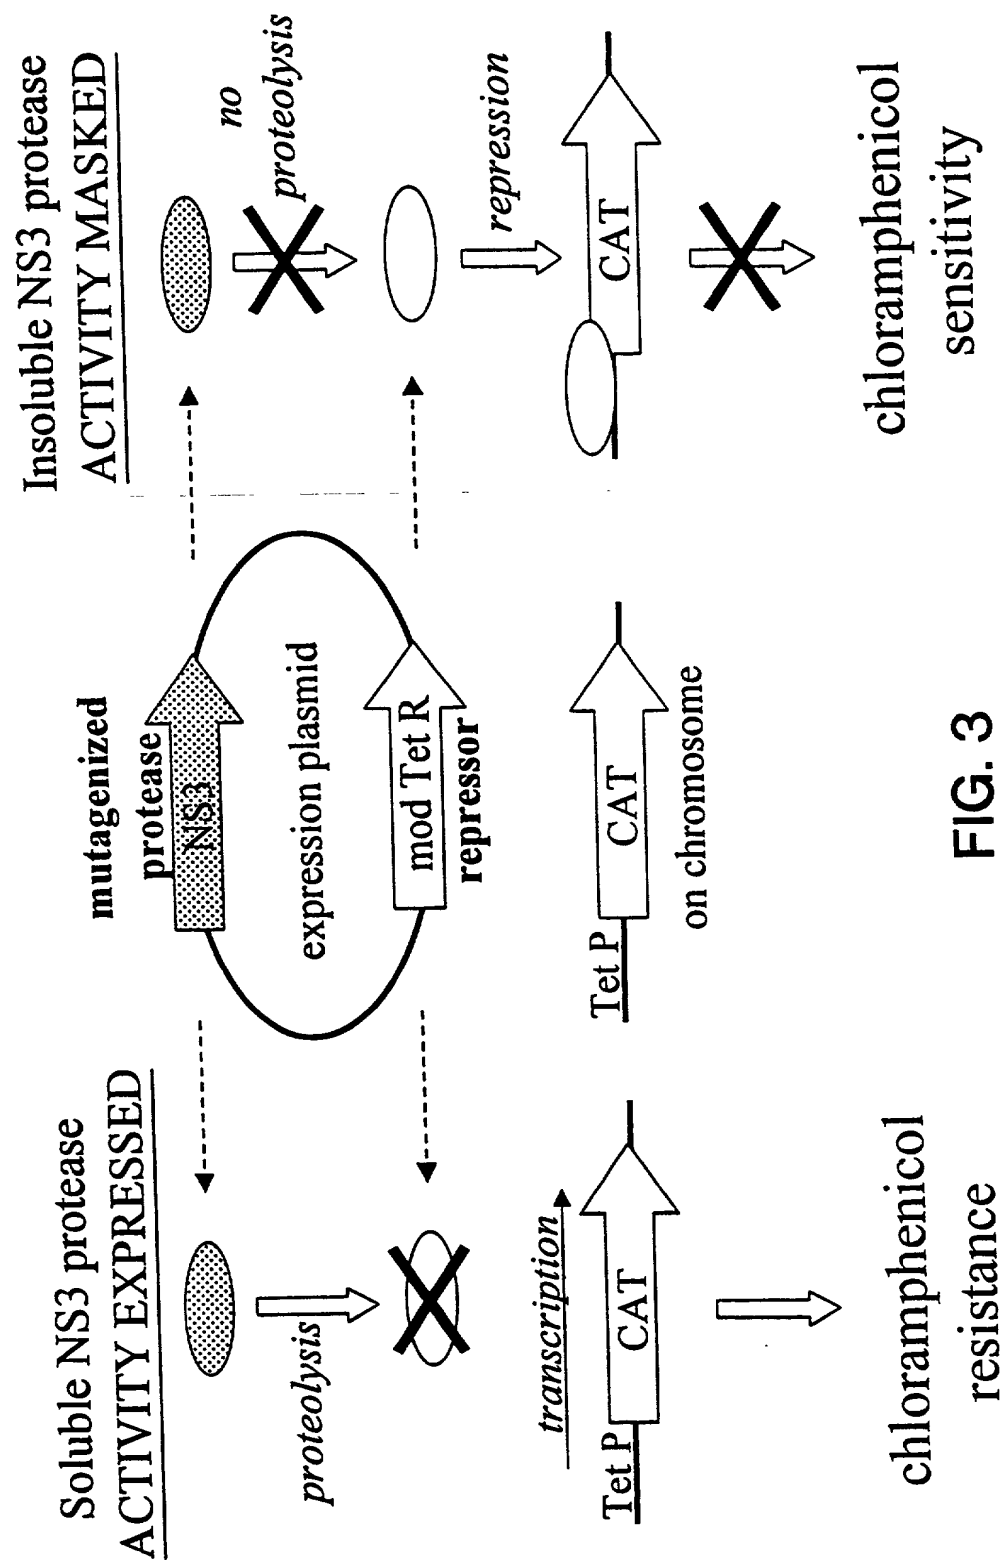 Soluble NS3 protease
ACTIVITY EXPRESSED
proteolysis
transcription
Tet P
CAT
chloramphenicol
resistance
mutagenized
protease
NS3
expression plasmid
mod Tet R
repressor
Tet P
CAT
on chromosome
Insoluble NS3 protease
ACTIVITY MASKED
no
proteolysis
repression
CAT
chloramphenicol
sensitivity
FIG. 3